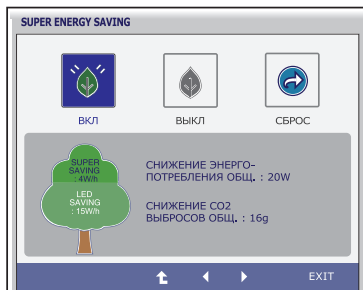 SUPER ENERGY SAVING
ВКЛ
ВЫКЛ
СБРОС
SUPER
SAVING
: 4W/h
LED
SAVING
: 15W/h
СНИЖЕНИЕ ЭНЕРГО-
ПОТРЕБЛЕНИЯ ОБЩ. : 20W
СНИЖЕНИЕ CO2
ВЫБРОСОВ ОБЩ. : 16g
EXIT